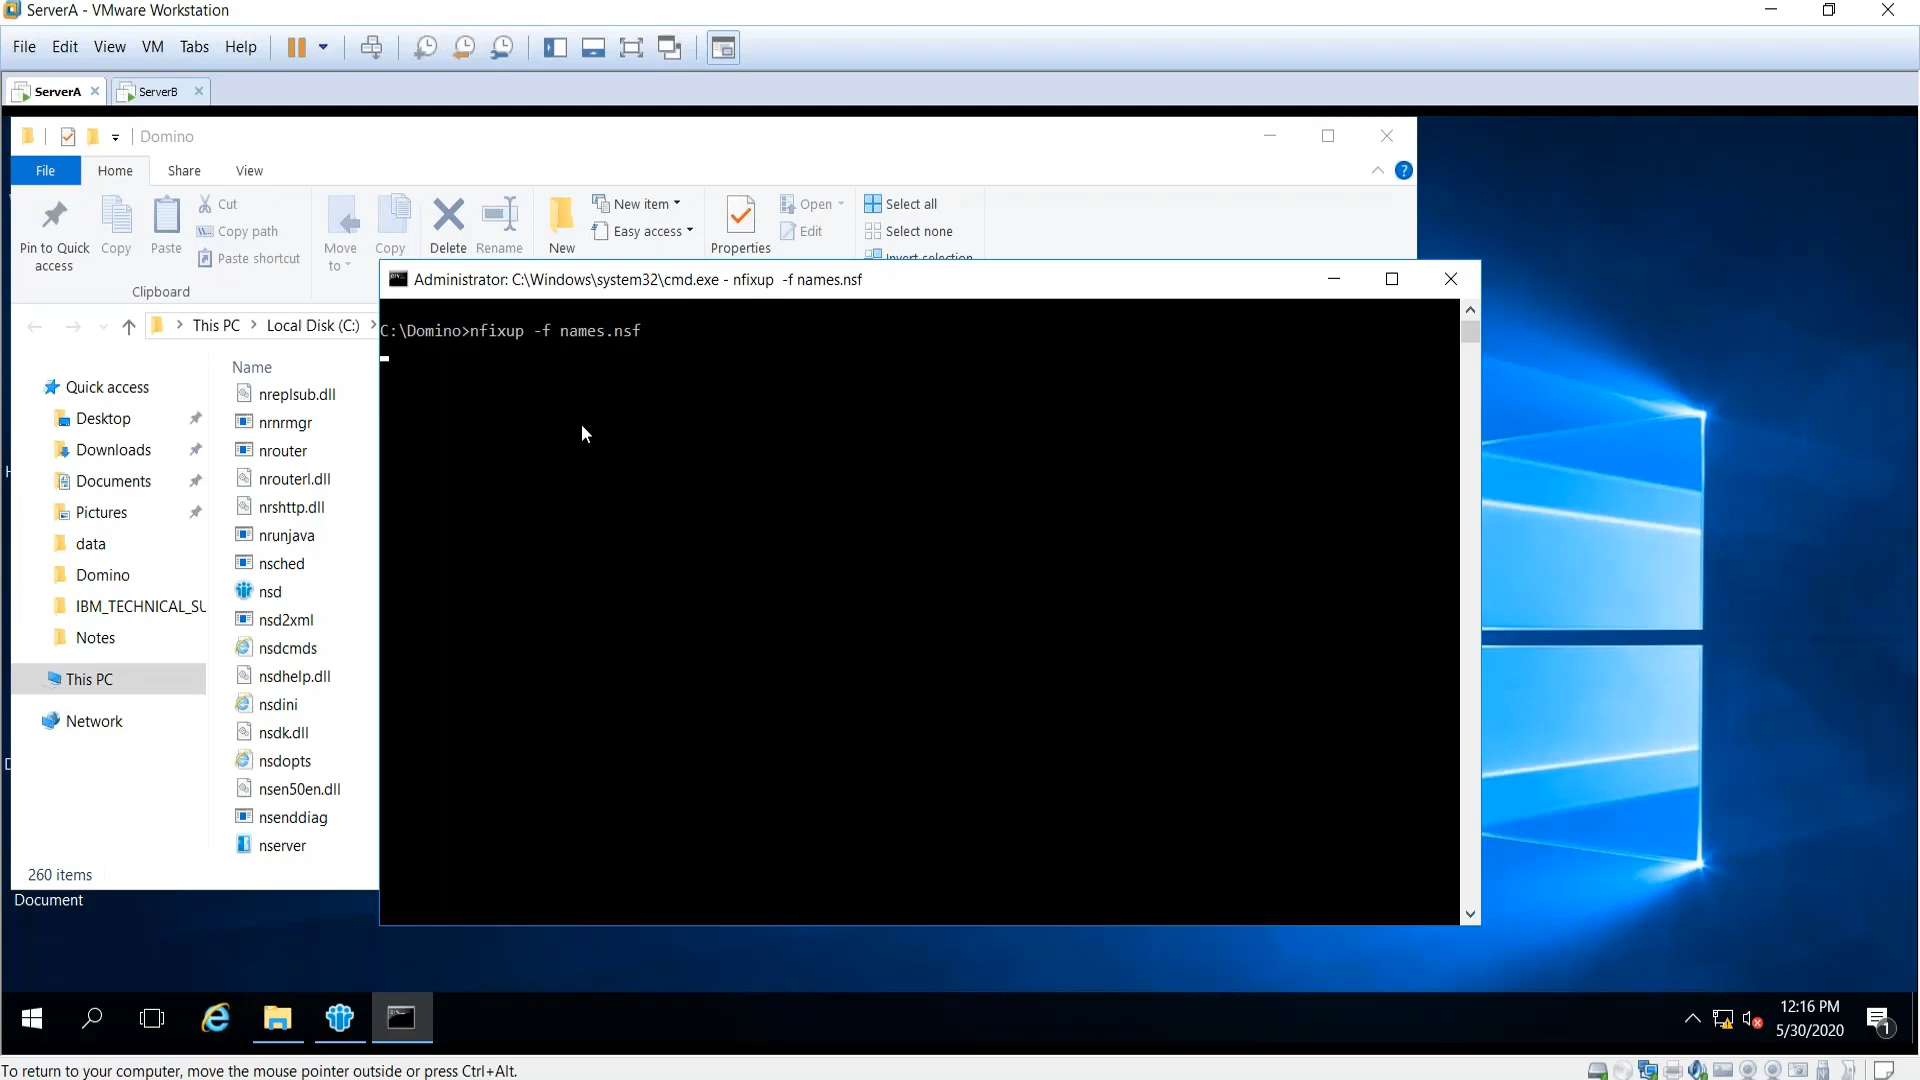 ServerA - VMware Workstation
File Edit View VM Tabs Help
ServerA ServerB
Domino
File Home Share View
Pin to Quick access
Copy
Paste
Cut
Copy path
Paste shortcut
Clipboard
Move to
Copy
Delete
Rename
New
New item
Easy access
Properties
Open
Edit
Select all
Select none
Invert selection
Administrator: C:\Windows\system32\cmd.exe - nfixup -f names.nsf
C:\Domino>nfixup -f names.nsf
This PC > Local Disk (C:) >
Quick access
Desktop
Downloads
Documents
Pictures
data
Domino
IBM_TECHNICAL_SU
Notes
This PC
Network
Name
nreplsub.dll
nrnrmgr
nrouter
nrouterl.dll
nrshttp.dll
nrunjava
nsched
nsd
nsd2xml
nsdcmds
nsdhelp.dll
nsdini
nsdk.dll
nsdopts
nsen50en.dll
nsenddiag
nserver
260 items
Document
12:16 PM
5/30/2020
1
To return to your computer, move the mouse pointer outside or press Ctrl+Alt.